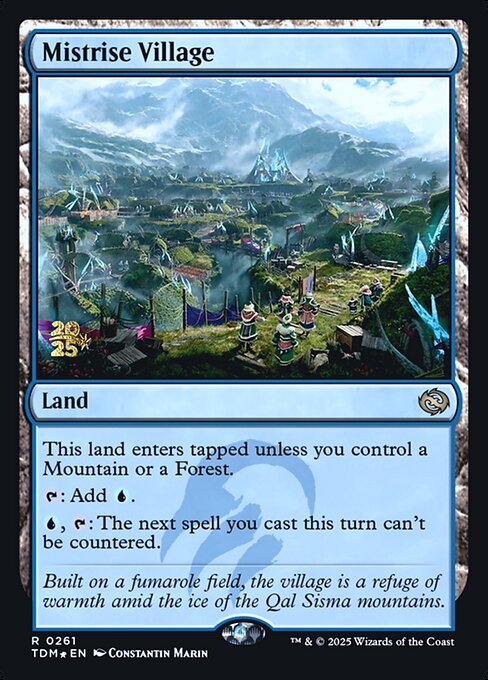 Mistrise Village
20
25
Land
This land enters tapped unless you control a
Mountain or a Forest.
: Add .
, : The next spell you cast this turn can't
be countered.
Built on a fumarole field, the village is a refuge of
warmth amid the ice of the Qal Sisma mountains.
R 0261
TDM★EN Constantin Marin
™ & © 2025 Wizards of the Coast